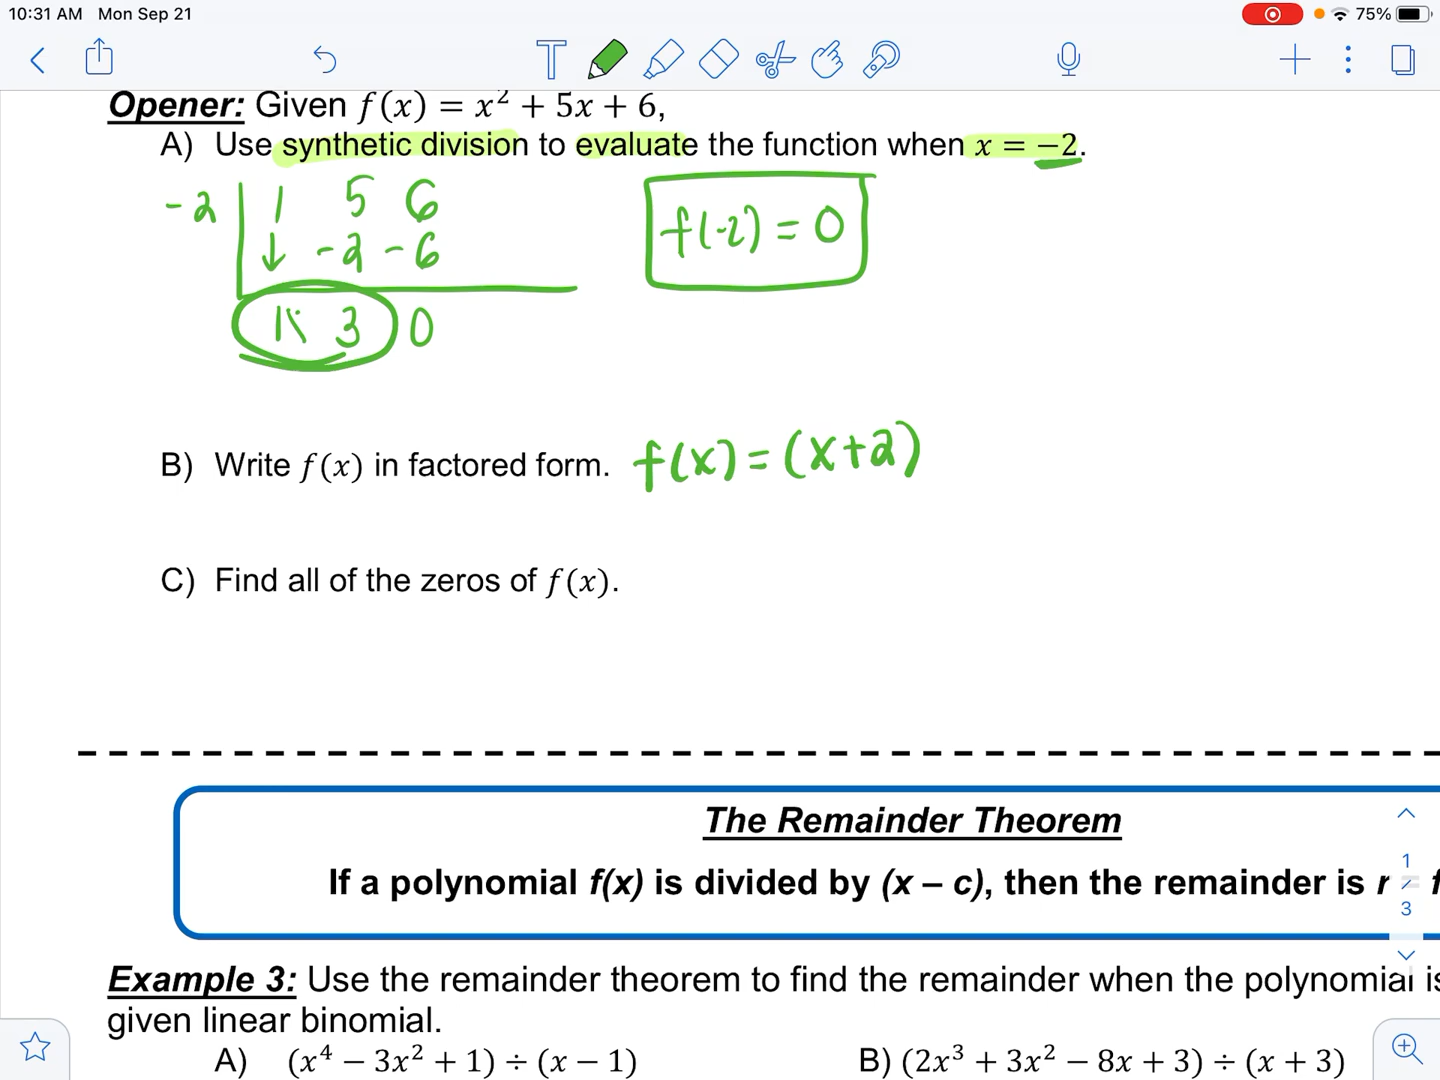 10:31 AM Mon Sep 21 75%
Opener: Given f(x) = x² + 5x + 6,
A) Use synthetic division to evaluate the function when x = −2.
-2 | 1 5 6
↓ -2 -6
1 3 0
f(-2) = 0
B) Write f(x) in factored form. f(x) = (x+2)
C) Find all of the zeros of f(x).
The Remainder Theorem
If a polynomial f(x) is divided by (x – c), then the remainder is r = f
1
3
Example 3: Use the remainder theorem to find the remainder when the polynomial is
given linear binomial.
A) (x⁴ − 3x² + 1) ÷ (x − 1) B) (2x³ + 3x² − 8x + 3) ÷ (x + 3)